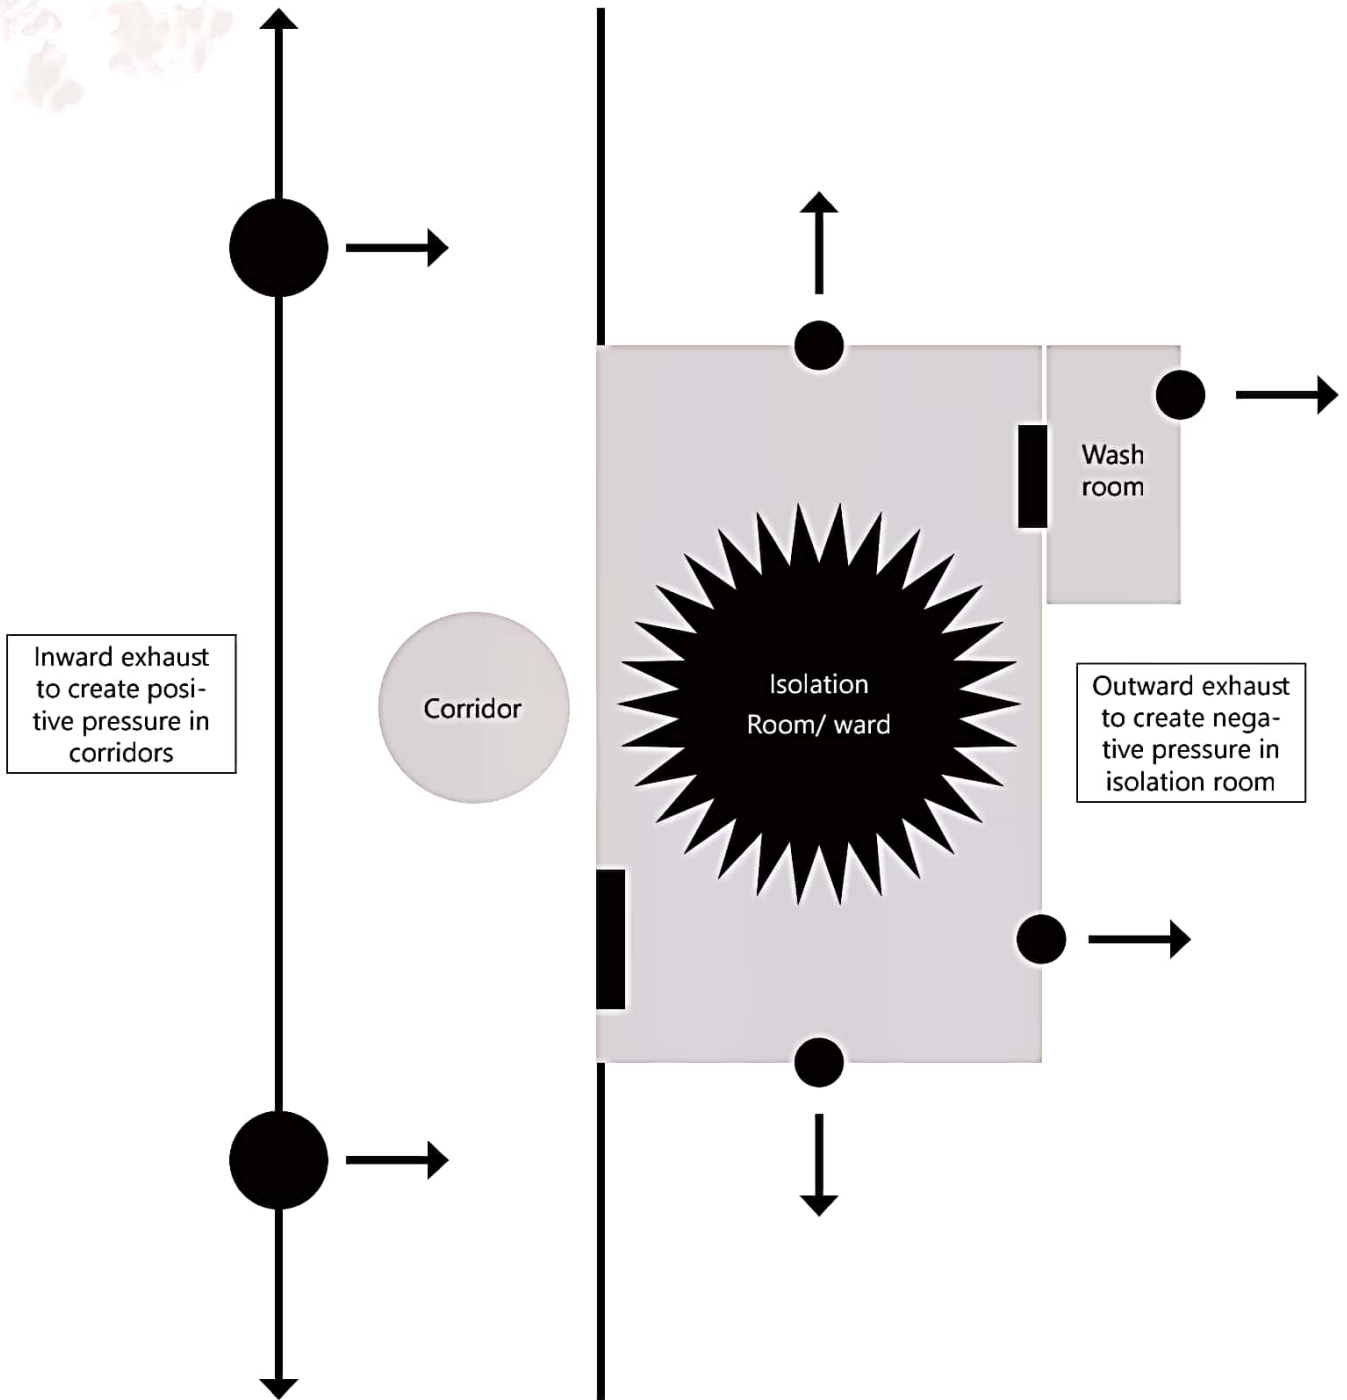 Wash
room
Inward exhaust
to create posi-
tive pressure in
corridors
Corridor
Isolation
Room/ ward
Outward exhaust
to create nega-
tive pressure in
isolation room